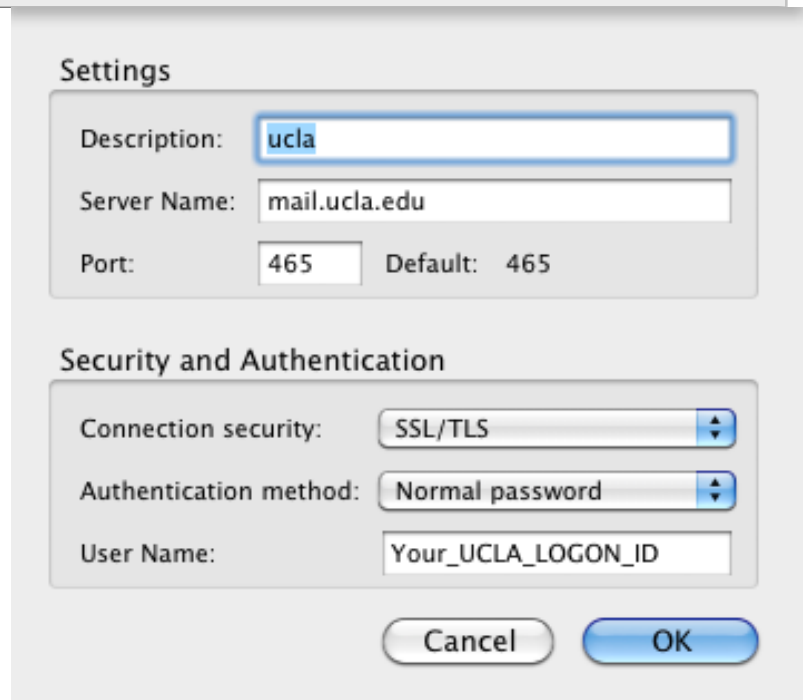 Settings
Description: ucla
Server Name: mail.ucla.edu
Port: 465 Default: 465
Security and Authentication
Connection security: SSL/TLS
Authentication method: Normal password
User Name: Your_UCLA_LOGON_ID
Cancel OK